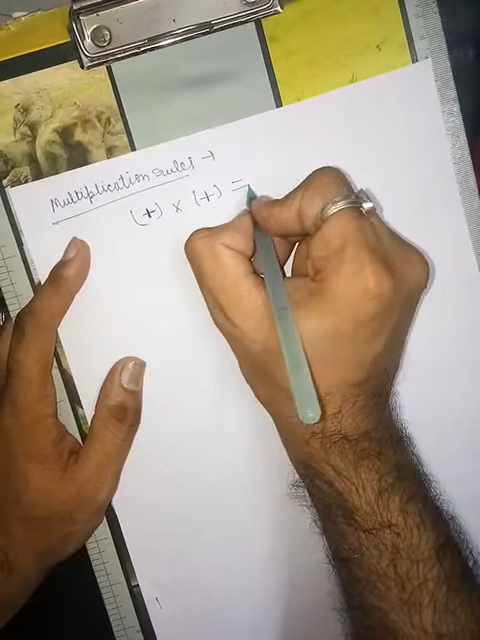 Multiplication rules →
(+) × (+) =